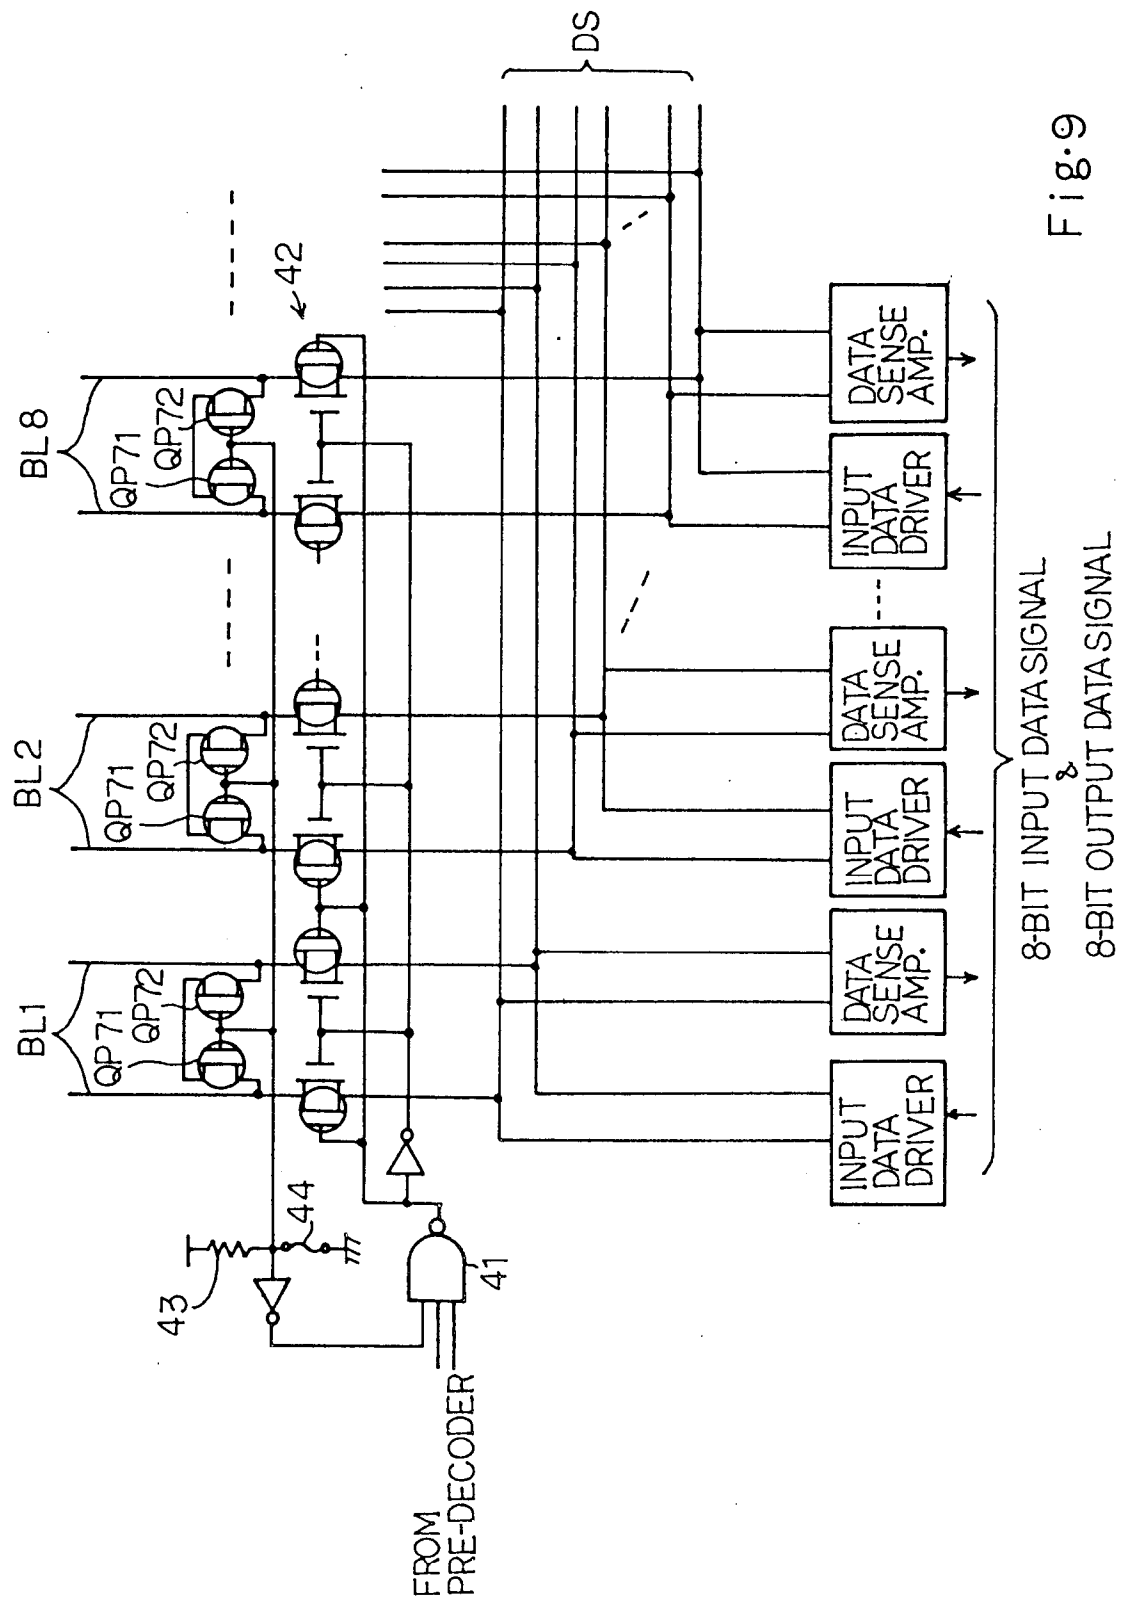 BL1
BL2
BL8
QP71
QP72
QP71
QP72
QP71
QP72
42
43
44
41
FROM
PRE-DECODER
DS
INPUT
DATA
DRIVER
DATA
SENSE
AMP.
INPUT
DATA
DRIVER
DATA
SENSE
AMP.
INPUT
DATA
DRIVER
DATA
SENSE
AMP.
8-BIT INPUT DATA SIGNAL
&
8-BIT OUTPUT DATA SIGNAL
Fig. 9